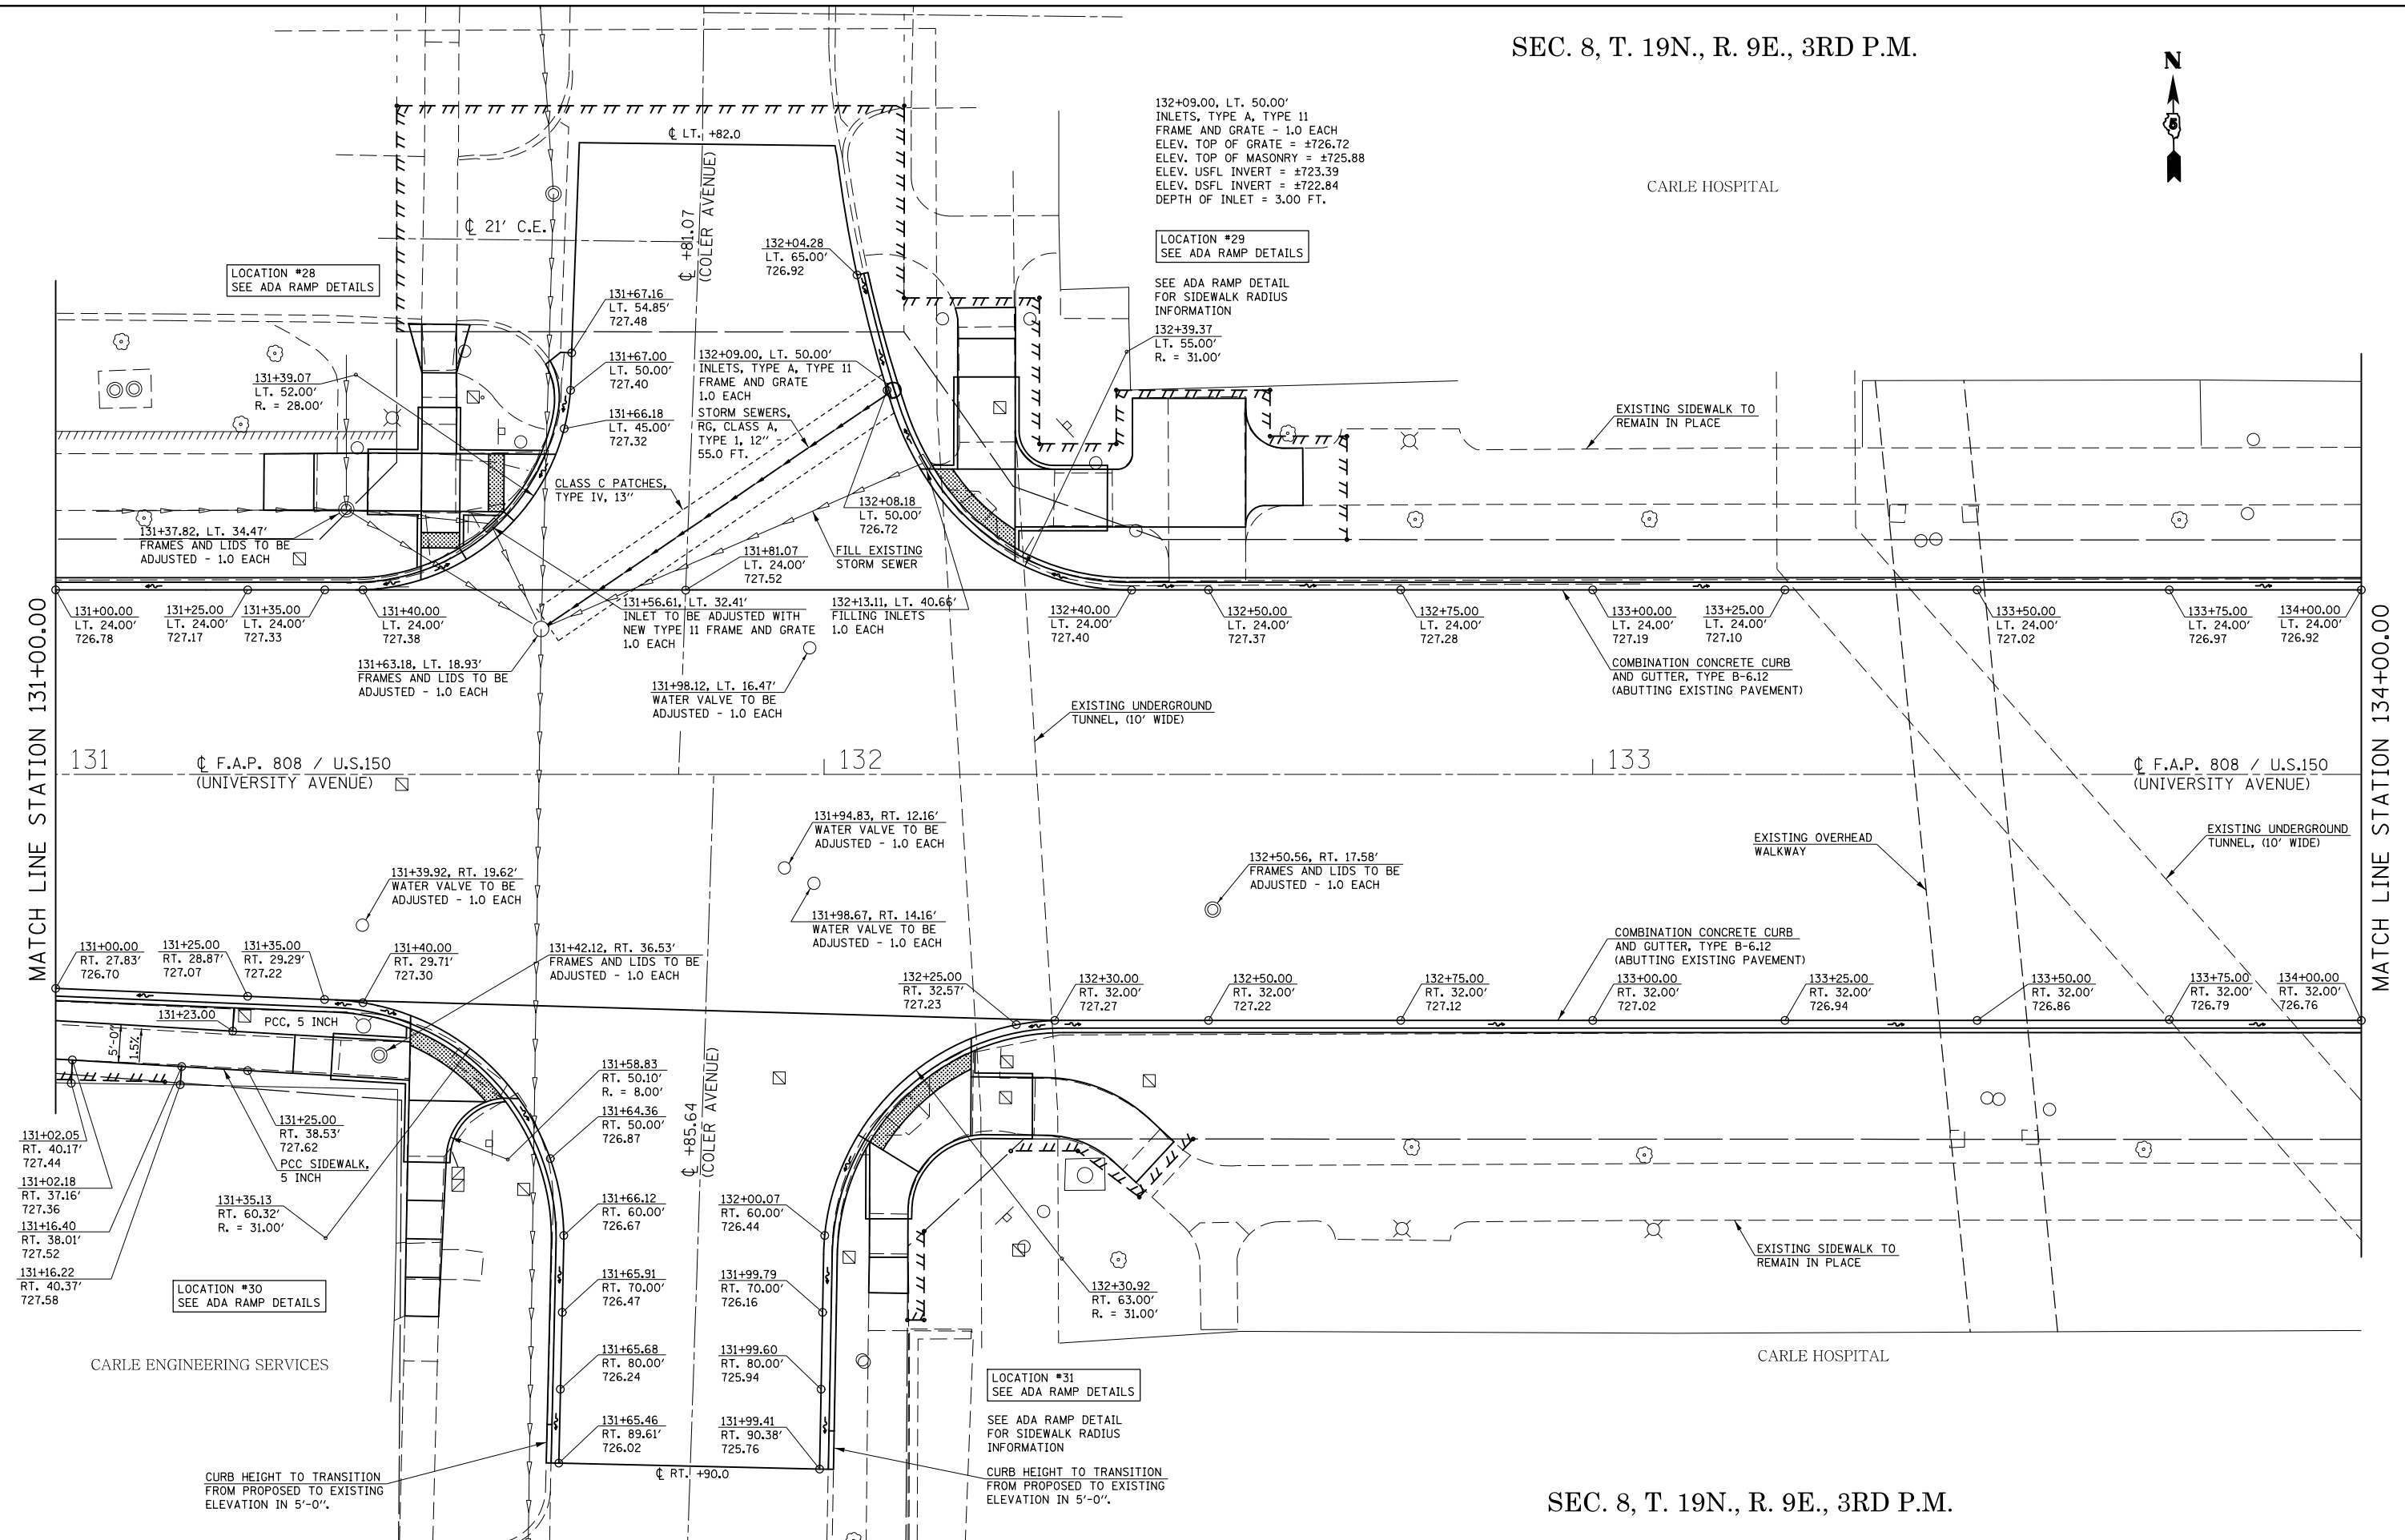 SEC. 8, T. 19N., R. 9E., 3RD P.M.
N
5
132+09.00, LT. 50.00'
INLETS, TYPE A, TYPE 11
FRAME AND GRATE - 1.0 EACH
ELEV. TOP OF GRATE = ±726.72
ELEV. TOP OF MASONRY = ±725.88
ELEV. USFL INVERT = ±723.39
ELEV. DSFL INVERT = ±722.84
DEPTH OF INLET = 3.00 FT.
CARLE HOSPITAL
℄ LT. +82.0
℄ 21' C.E.
℄ +81.07
(COLER AVENUE)
132+04.28
LT. 65.00'
726.92
LOCATION #29
SEE ADA RAMP DETAILS
SEE ADA RAMP DETAIL
FOR SIDEWALK RADIUS
INFORMATION
132+39.37
LT. 55.00'
R. = 31.00'
LOCATION #28
SEE ADA RAMP DETAILS
131+67.16
LT. 54.85'
727.48
131+67.00
LT. 50.00'
727.40
131+66.18
LT. 45.00'
727.32
132+09.00, LT. 50.00'
INLETS, TYPE A, TYPE 11
FRAME AND GRATE
1.0 EACH
STORM SEWERS,
RG, CLASS A,
TYPE 1, 12" -
55.0 FT.
131+39.07
LT. 52.00'
R. = 28.00'
EXISTING SIDEWALK TO
REMAIN IN PLACE
CLASS C PATCHES,
TYPE IV, 13"
132+08.18
LT. 50.00'
726.72
FILL EXISTING
STORM SEWER
131+37.82, LT. 34.47'
FRAMES AND LIDS TO BE
ADJUSTED - 1.0 EACH
131+81.07
LT. 24.00'
727.52
131+00.00
LT. 24.00'
726.78
131+25.00
LT. 24.00'
727.17
131+35.00
LT. 24.00'
727.33
131+40.00
LT. 24.00'
727.38
131+56.61, LT. 32.41'
INLET TO BE ADJUSTED WITH
NEW TYPE 11 FRAME AND GRATE
1.0 EACH
132+13.11, LT. 40.66'
FILLING INLETS
1.0 EACH
132+40.00
LT. 24.00'
727.40
132+50.00
LT. 24.00'
727.37
132+75.00
LT. 24.00'
727.28
133+00.00
LT. 24.00'
727.19
133+25.00
LT. 24.00'
727.10
133+50.00
LT. 24.00'
727.02
133+75.00
LT. 24.00'
726.97
134+00.00
LT. 24.00'
726.92
131+63.18, LT. 18.93'
FRAMES AND LIDS TO BE
ADJUSTED - 1.0 EACH
131+98.12, LT. 16.47'
WATER VALVE TO BE
ADJUSTED - 1.0 EACH
COMBINATION CONCRETE CURB
AND GUTTER, TYPE B-6.12
(ABUTTING EXISTING PAVEMENT)
EXISTING UNDERGROUND
TUNNEL, (10' WIDE)
MATCH LINE STATION 131+00.00
MATCH LINE STATION 134+00.00
131
132
133
℄ F.A.P. 808 / U.S.150
(UNIVERSITY AVENUE)
℄ F.A.P. 808 / U.S.150
(UNIVERSITY AVENUE)
131+94.83, RT. 12.16'
WATER VALVE TO BE
ADJUSTED - 1.0 EACH
EXISTING OVERHEAD
WALKWAY
EXISTING UNDERGROUND
TUNNEL, (10' WIDE)
131+39.92, RT. 19.62'
WATER VALVE TO BE
ADJUSTED - 1.0 EACH
132+50.56, RT. 17.58'
FRAMES AND LIDS TO BE
ADJUSTED - 1.0 EACH
131+98.67, RT. 14.16'
WATER VALVE TO BE
ADJUSTED - 1.0 EACH
131+00.00
RT. 27.83'
726.70
131+25.00
RT. 28.87'
727.07
131+35.00
RT. 29.29'
727.22
131+40.00
RT. 29.71'
727.30
131+42.12, RT. 36.53'
FRAMES AND LIDS TO BE
ADJUSTED - 1.0 EACH
COMBINATION CONCRETE CURB
AND GUTTER, TYPE B-6.12
(ABUTTING EXISTING PAVEMENT)
132+25.00
RT. 32.57'
727.23
132+30.00
RT. 32.00'
727.27
132+50.00
RT. 32.00'
727.22
132+75.00
RT. 32.00'
727.12
133+00.00
RT. 32.00'
727.02
133+25.00
RT. 32.00'
726.94
133+50.00
RT. 32.00'
726.86
133+75.00
RT. 32.00'
726.79
134+00.00
RT. 32.00'
726.76
131+23.00
PCC, 5 INCH
5'-0"
1.5%
131+58.83
RT. 50.10'
R. = 8.00'
131+64.36
RT. 50.00'
726.87
℄ +85.64
(COLER AVENUE)
131+25.00
RT. 38.53'
727.62
PCC SIDEWALK,
5 INCH
131+02.05
RT. 40.17'
727.44
131+02.18
RT. 37.16'
727.36
131+16.40
RT. 38.01'
727.52
131+16.22
RT. 40.37'
727.58
131+35.13
RT. 60.32'
R. = 31.00'
131+66.12
RT. 60.00'
726.67
132+00.07
RT. 60.00'
726.44
131+65.91
RT. 70.00'
726.47
131+99.79
RT. 70.00'
726.16
EXISTING SIDEWALK TO
REMAIN IN PLACE
132+30.92
RT. 63.00'
R. = 31.00'
LOCATION #30
SEE ADA RAMP DETAILS
131+65.68
RT. 80.00'
726.24
131+99.60
RT. 80.00'
725.94
CARLE ENGINEERING SERVICES
CARLE HOSPITAL
LOCATION #31
SEE ADA RAMP DETAILS
131+65.46
RT. 89.61'
726.02
131+99.41
RT. 90.38'
725.76
SEE ADA RAMP DETAIL
FOR SIDEWALK RADIUS
INFORMATION
℄ RT. +90.0
CURB HEIGHT TO TRANSITION
FROM PROPOSED TO EXISTING
ELEVATION IN 5'-0".
CURB HEIGHT TO TRANSITION
FROM PROPOSED TO EXISTING
ELEVATION IN 5'-0".
SEC. 8, T. 19N., R. 9E., 3RD P.M.